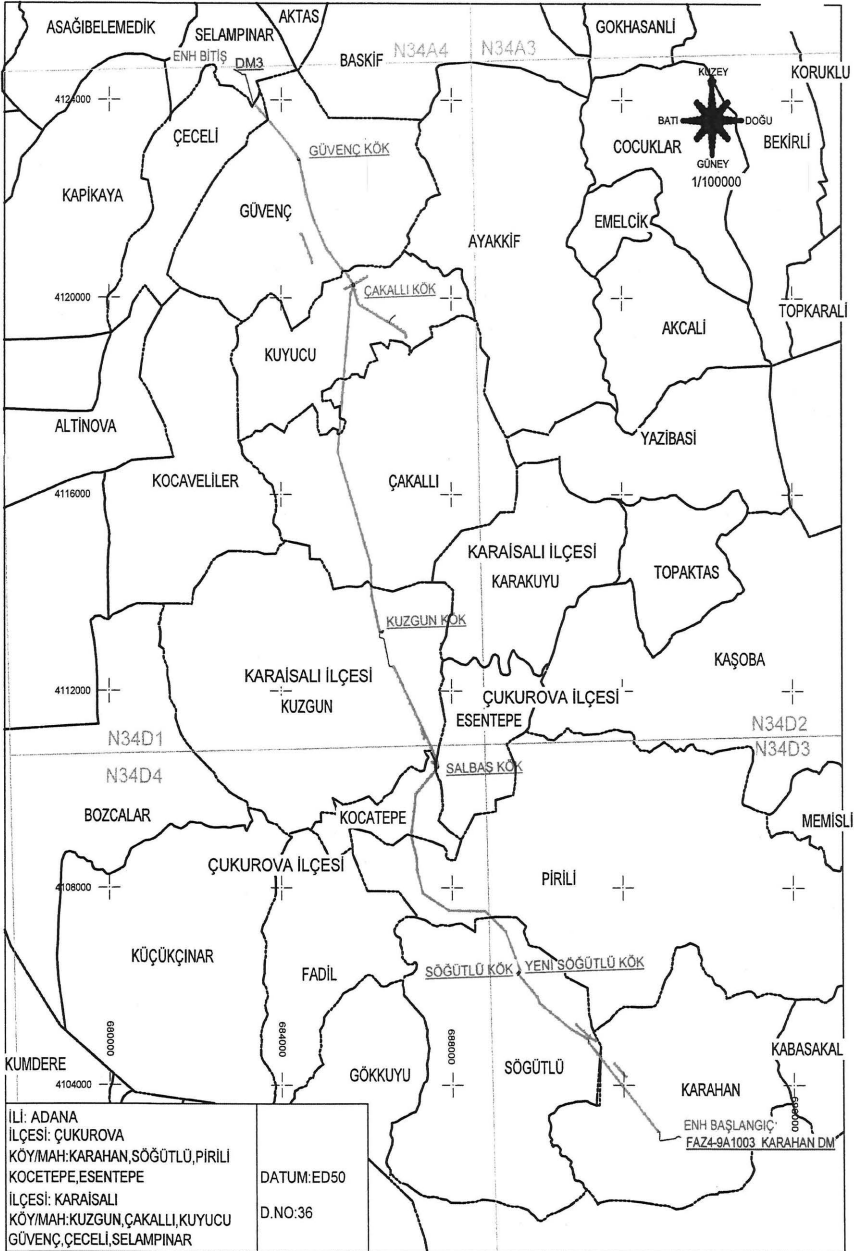 ASAĞIBELEMEDİK
SELAMPINAR
AKTAS
BASKİF
N34A4
N34A3
GOKHASANLİ
KORUKLU
ENH BİTİŞ
DM3
KUZEY
BATI
DOĞU
GÜNEY
1/100000
4124000
ÇECELİ
GÜVENÇ KÖK
COCUKLAR
BEKİRLİ
KAPİKAYA
GÜVENÇ
AYAKKİF
EMELCİK
4120000
ÇAKALLI KÖK
TOPKARALİ
KUYUCU
AKCALİ
ALTİNOVA
YAZİBASİ
KOCAVELİLER
ÇAKALLI
4116000
KARAİSALI İLÇESİ
KARAKUYU
TOPAKTAS
KUZGUN KÖK
KAŞOBA
KARAİSALI İLÇESİ
KUZGUN
4112000
ÇUKUROVA İLÇESİ
ESENTEPE
N34D1
N34D2
N34D4
N34D3
SALBAŞ KÖK
BOZCALAR
KOCATEPE
MEMİSLİ
ÇUKUROVA İLÇESİ
PİRİLİ
4108000
KÜÇÜKÇINAR
FADİL
SÖĞÜTLÜ KÖK
YENİ SÖĞÜTLÜ KÖK
680000
684000
688000
KUMDERE
4104000
GÖKKUYU
SÖGÜTLÜ
KABASAKAL
KARAHAN
ENH BAŞLANGIÇ
FAZ4-9A1003 KARAHAN DM
İLİ: ADANA
İLÇESİ: ÇUKUROVA
KÖY/MAH:KARAHAN,SÖĞÜTLÜ,PİRİLİ
KOCETEPE,ESENTEPE
İLÇESİ: KARAİSALI
KÖY/MAH:KUZGUN,ÇAKALLI,KUYUCU
GÜVENÇ,ÇECELİ,SELAMPINAR
DATUM:ED50
D.NO:36